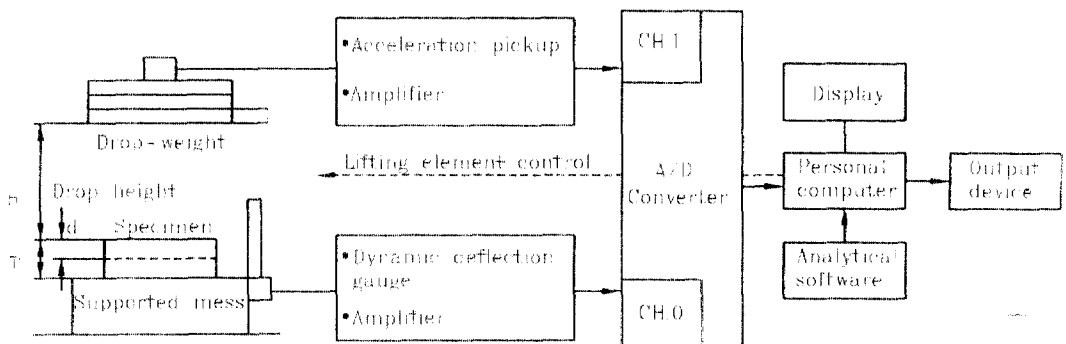 •Acceleration pickup
•Amplifier
CH.1
Display
Drop-weight
Lifting element control
A/D
Converter
Personal
computer
Output
device
h
Drop height
d
Specimen
T
Supported mess
•Dynamic deflection
gauge
•Amplifier
CH.0
Analytical
software